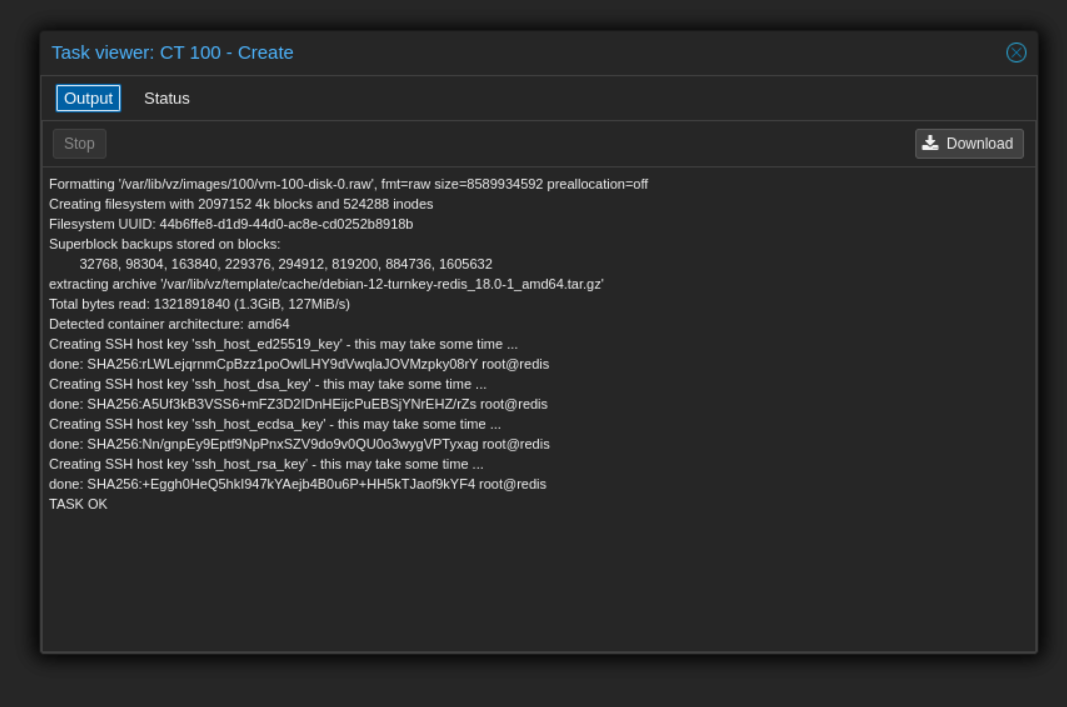 Task viewer: CT 100 - Create
Output Status
Stop Download
Formatting '/var/lib/vz/images/100/vm-100-disk-0.raw', fmt=raw size=8589934592 preallocation=off
Creating filesystem with 2097152 4k blocks and 524288 inodes
Filesystem UUID: 44b6ffe8-d1d9-44d0-ac8e-cd0252b8918b
Superblock backups stored on blocks:
32768, 98304, 163840, 229376, 294912, 819200, 884736, 1605632
extracting archive '/var/lib/vz/template/cache/debian-12-turnkey-redis_18.0-1_amd64.tar.gz'
Total bytes read: 1321891840 (1.3GiB, 127MiB/s)
Detected container architecture: amd64
Creating SSH host key 'ssh_host_ed25519_key' - this may take some time ...
done: SHA256:rLWLejqrnmCpBzz1poOwlLHY9dVwqlaJOVMzpky08rY root@redis
Creating SSH host key 'ssh_host_dsa_key' - this may take some time ...
done: SHA256:A5Uf3kB3VSS6+mFZ3D2IDnHEijcPuEBSjYNrEHZ/rZs root@redis
Creating SSH host key 'ssh_host_ecdsa_key' - this may take some time ...
done: SHA256:Nn/gnpEy9Eptf9NpPnxSZV9do9v0QU0o3wygVPTyxag root@redis
Creating SSH host key 'ssh_host_rsa_key' - this may take some time ...
done: SHA256:+Eggh0HeQ5hkI947kYAejb4B0u6P+HH5kTJaof9kYF4 root@redis
TASK OK